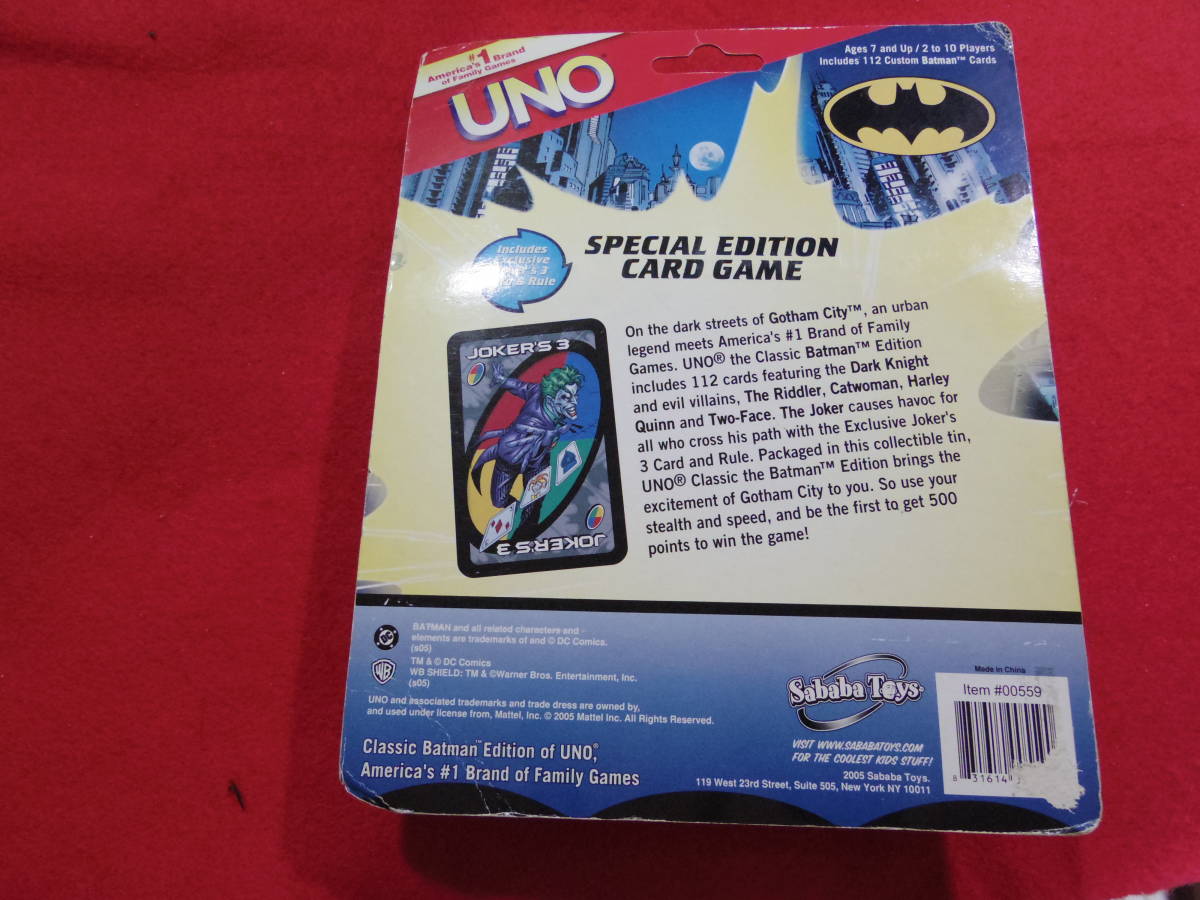 #1
America's Brand
of Family Games
UNO
Ages 7 and Up / 2 to 10 Players
Includes 112 Custom Batman™ Cards
Includes
Exclusive
3
& Rule
SPECIAL EDITION
CARD GAME
JOKER'S 3
JOKER'S 3
On the dark streets of Gotham City™, an urban
legend meets America's #1 Brand of Family
Games. UNO® the Classic Batman™ Edition
includes 112 cards featuring the Dark Knight
and evil villains, The Riddler, Catwoman, Harley
Quinn and Two-Face. The Joker causes havoc for
all who cross his path with the Exclusive Joker's
3 Card and Rule. Packaged in this collectible tin,
UNO® Classic the Batman™ Edition brings the
excitement of Gotham City to you. So use your
stealth and speed, and be the first to get 500
points to win the game!
DC
BATMAN and all related characters and
elements are trademarks of and © DC Comics.
(s05)
WB
TM & © DC Comics
WB SHIELD: TM & ©Warner Bros. Entertainment, Inc.
(s05)
UNO and associated trademarks and trade dress are owned by,
and used under license from, Mattel, Inc. © 2005 Mattel Inc. All Rights Reserved.
Classic Batman™ Edition of UNO®,
America's #1 Brand of Family Games
Sababa Toys
VISIT WWW.SABABATOYS.COM
FOR THE COOLEST KIDS STUFF!
2005 Sababa Toys.
119 West 23rd Street, Suite 505, New York NY 10011
Made in China
Item #00559
8 31614